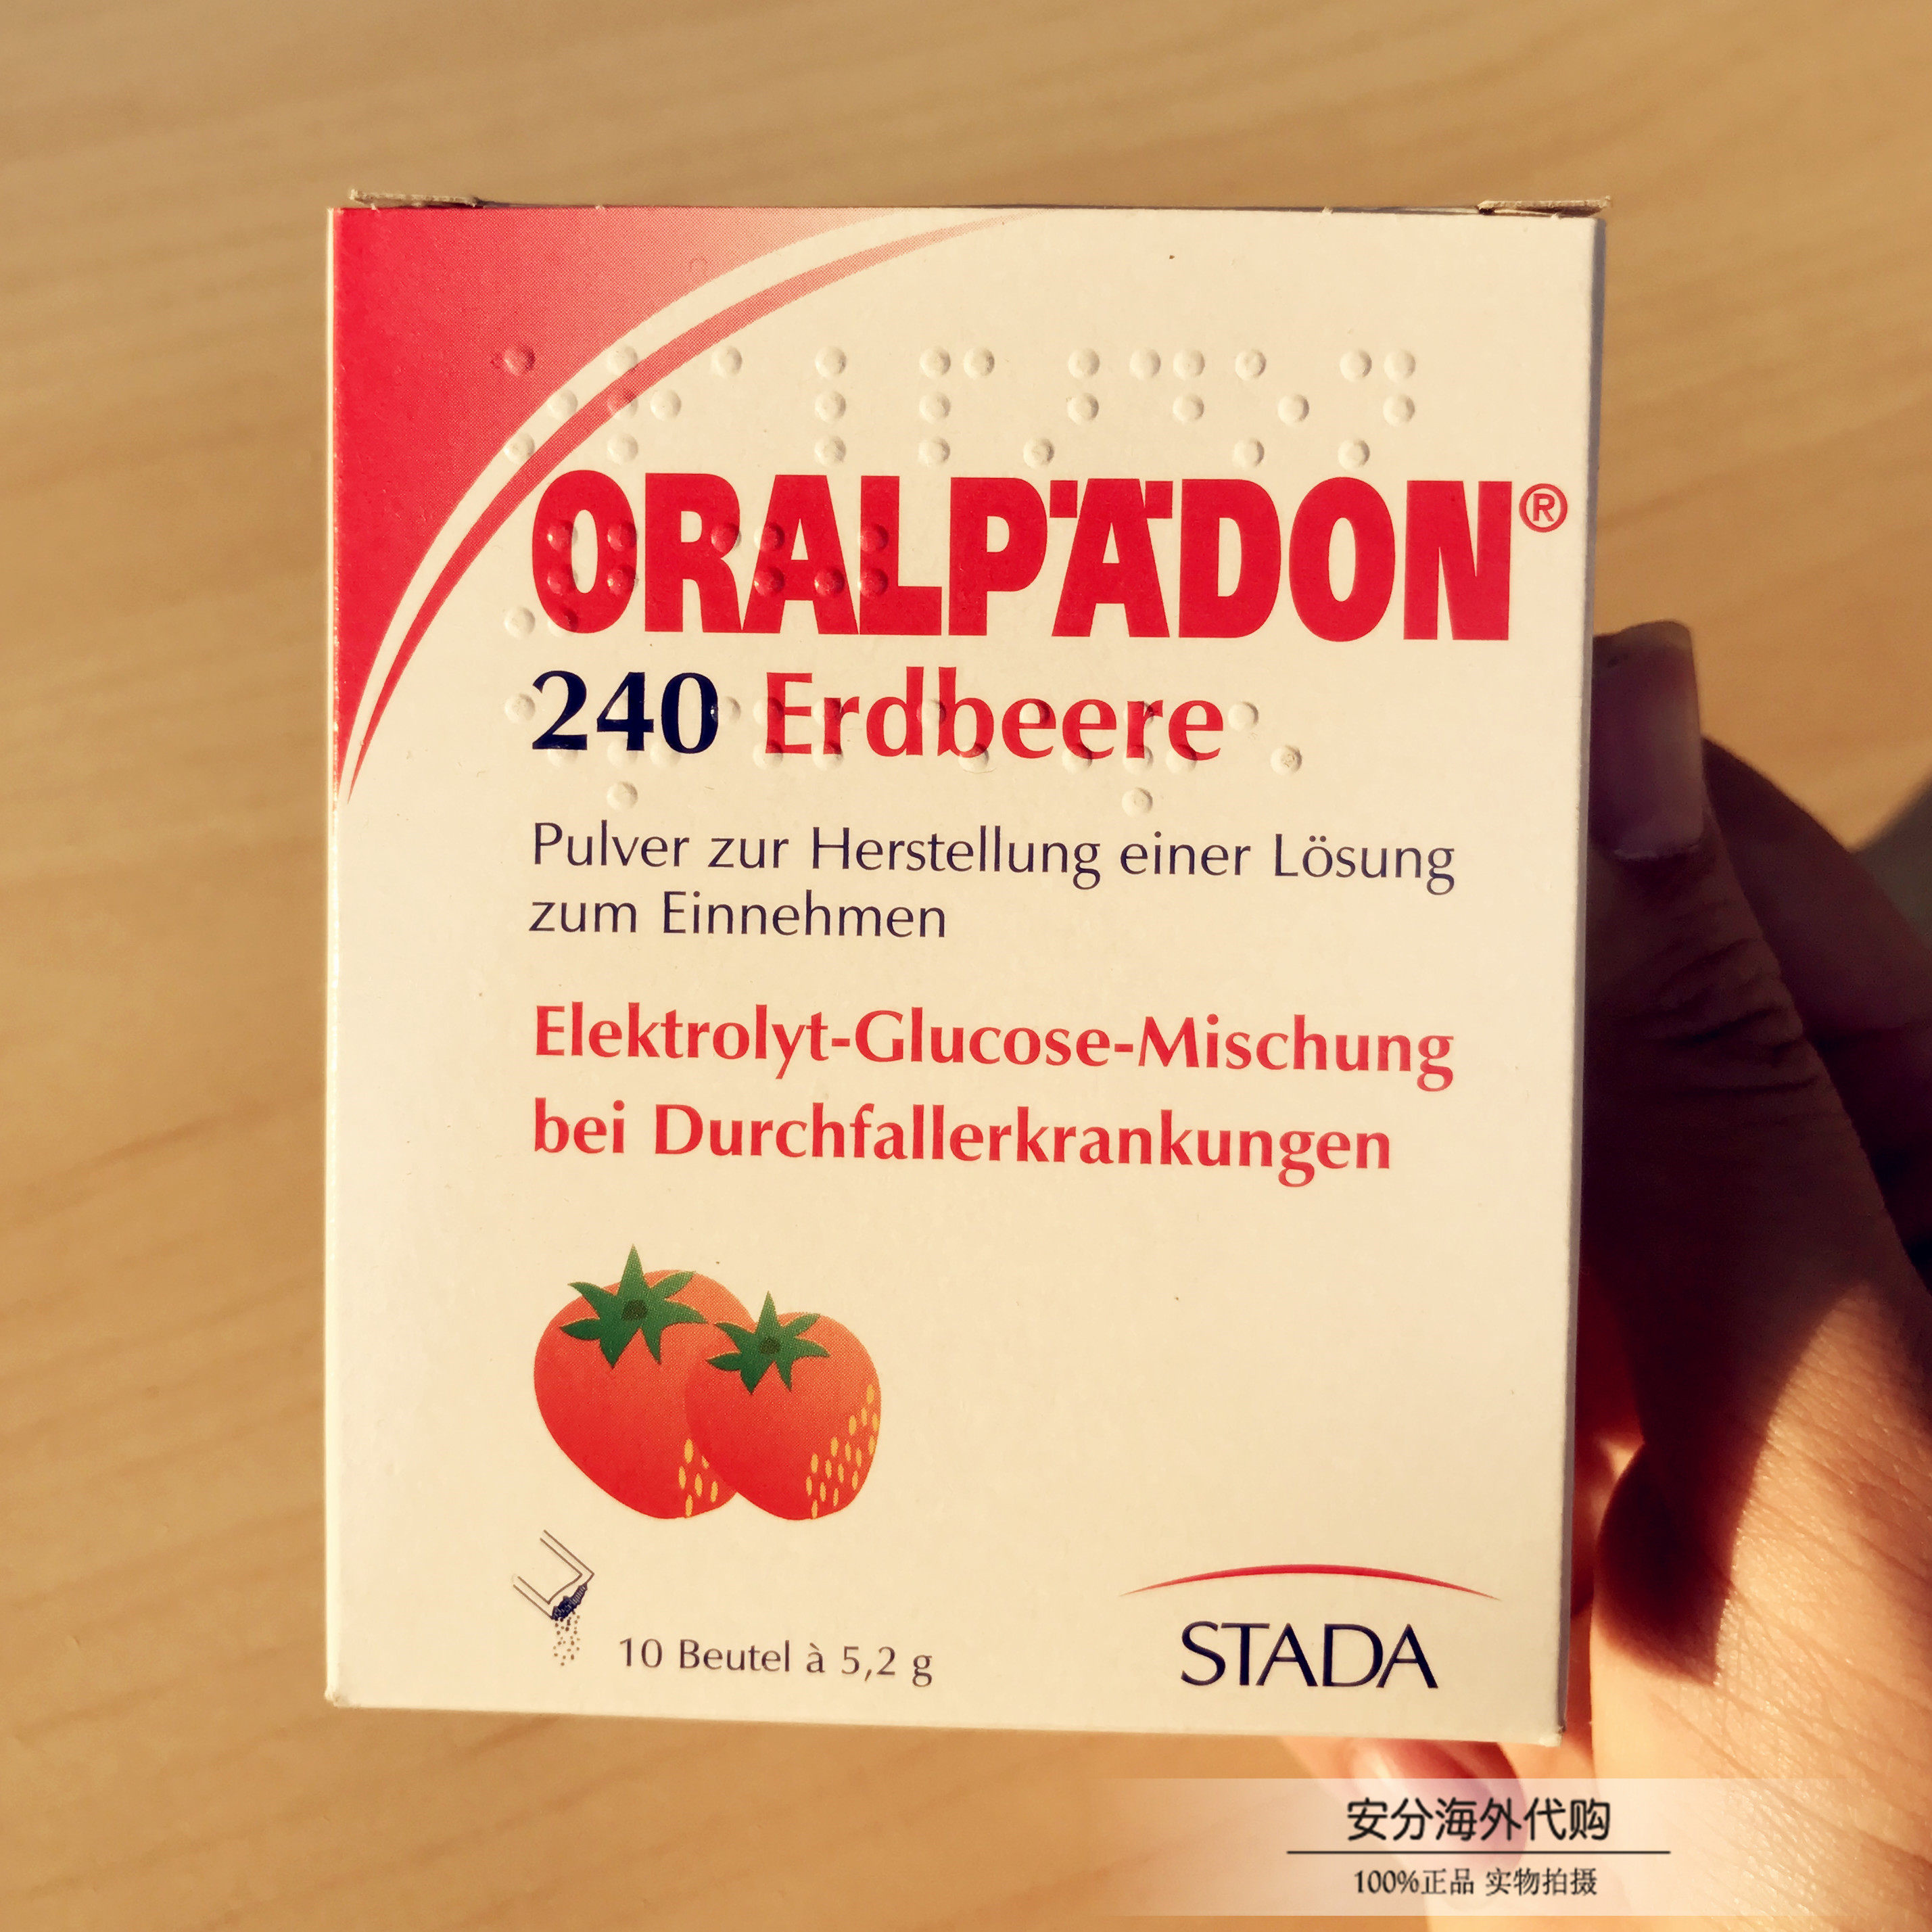 ORALPÄDON®
240 Erdbeere
Pulver zur Herstellung einer Lösung
zum Einnehmen
Elektrolyt-Glucose-Mischung
bei Durchfallerkrankungen
10 Beutel à 5,2 g
STADA
安分海外代购
100%正品 实物拍摄